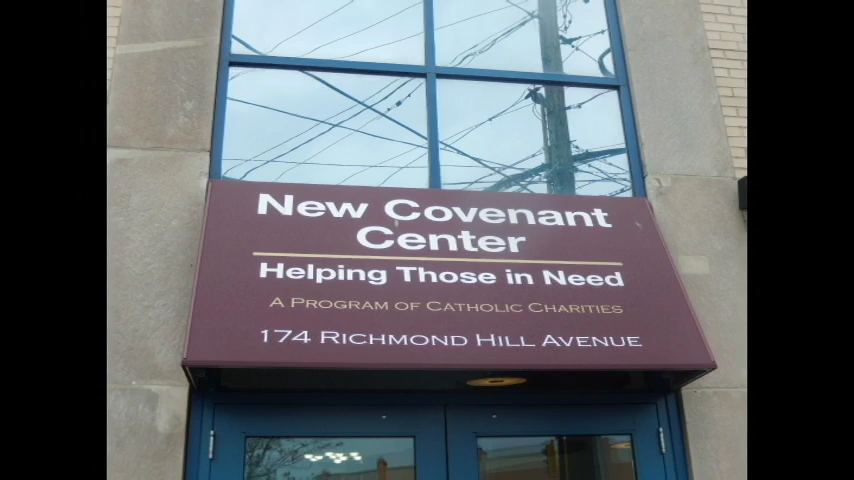 New Covenant
Center
Helping Those in Need
A Program of Catholic Charities
174 Richmond Hill Avenue